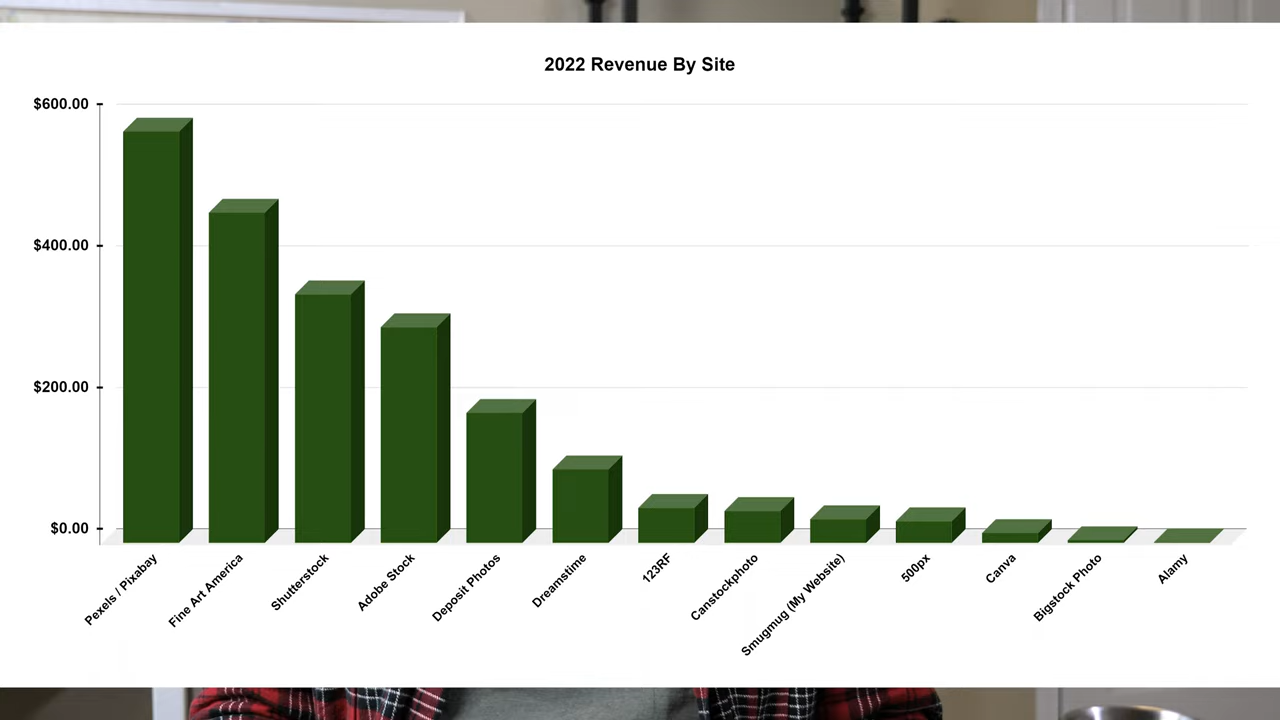 2022 Revenue By Site
$600.00
$400.00
$200.00
$0.00
Pexels / Pixabay
Fine Art America
Shutterstock
Adobe Stock
Deposit Photos
Dreamstime
123RF
Canstockphoto
Smugmug (My Website)
500px
Canva
Bigstock Photo
Alamy